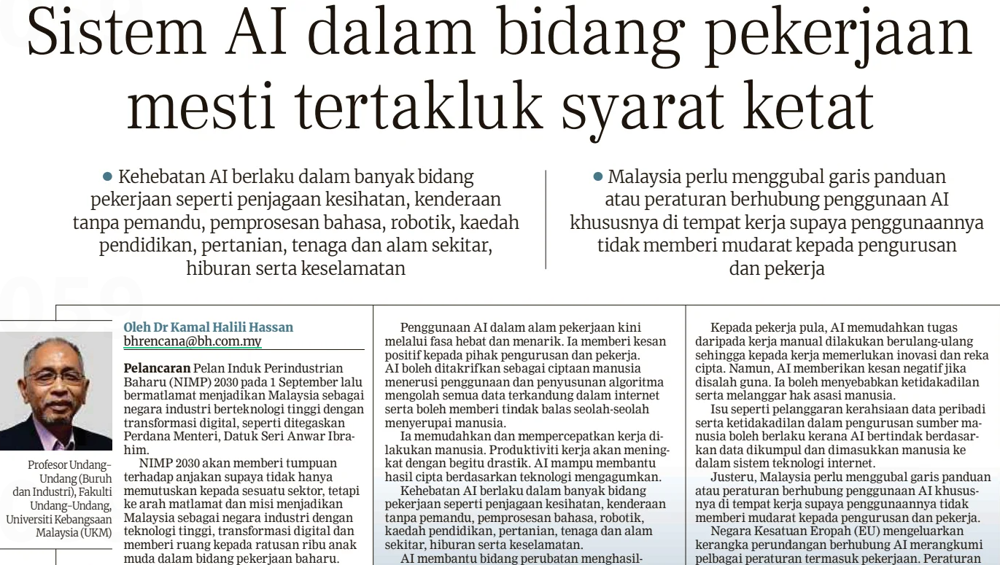 Sistem AI dalam bidang pekerjaan
mesti tertakluk syarat ketat
● Kehebatan AI berlaku dalam banyak bidang
pekerjaan seperti penjagaan kesihatan, kenderaan
tanpa pemandu, pemprosesan bahasa, robotik, kaedah
pendidikan, pertanian, tenaga dan alam sekitar,
hiburan serta keselamatan
● Malaysia perlu menggubal garis panduan
atau peraturan berhubung penggunaan AI
khususnya di tempat kerja supaya penggunaannya
tidak memberi mudarat kepada pengurusan
dan pekerja
Profesor Undang-
Undang (Buruh
dan Industri), Fakulti
Undang-Undang,
Universiti Kebangsaan
Malaysia (UKM)
Oleh Dr Kamal Halili Hassan
bhrencana@bh.com.my
Pelancaran Pelan Induk Perindustrian
Baharu (NIMP) 2030 pada 1 September lalu
bermatlamat menjadikan Malaysia sebagai
negara industri berteknologi tinggi dengan
transformasi digital, seperti ditegaskan
Perdana Menteri, Datuk Seri Anwar Ibra-
him.
NIMP 2030 akan memberi tumpuan
terhadap anjakan supaya tidak hanya
memutuskan kepada sesuatu sektor, tetapi
ke arah matlamat dan misi menjadikan
Malaysia sebagai negara industri dengan
teknologi tinggi, transformasi digital dan
memberi ruang kepada ratusan ribu anak
muda dalam bidang pekerjaan baharu.
Penggunaan AI dalam alam pekerjaan kini
melalui fasa hebat dan menarik. Ia memberi kesan
positif kepada pihak pengurusan dan pekerja.
AI boleh ditakrifkan sebagai ciptaan manusia
menerusi penggunaan dan penyusunan algoritma
mengolah semua data terkandung dalam internet
serta boleh memberi tindak balas seolah-seolah
menyerupai manusia.
Ia memudahkan dan mempercepatkan kerja di-
lakukan manusia. Produktiviti kerja akan mening-
kat dengan begitu drastik. AI mampu membantu
hasil cipta berdasarkan teknologi mengagumkan.
Kehebatan AI berlaku dalam banyak bidang
pekerjaan seperti penjagaan kesihatan, kenderaan
tanpa pemandu, pemprosesan bahasa, robotik,
kaedah pendidikan, pertanian, tenaga dan alam
sekitar, hiburan serta keselamatan.
AI membantu bidang perubatan menghasil-
Kepada pekerja pula, AI memudahkan tugas
daripada kerja manual dilakukan berulang-ulang
sehingga kepada kerja memerlukan inovasi dan reka
cipta. Namun, AI memberikan kesan negatif jika
disalah guna. Ia boleh menyebabkan ketidakadilan
serta melanggar hak asasi manusia.
Isu seperti pelanggaran kerahsiaan data peribadi
serta ketidakadilan dalam pengurusan sumber ma-
nusia boleh berlaku kerana AI bertindak berdasar-
kan data dikumpul dan dimasukkan manusia ke
dalam sistem teknologi internet.
Justeru, Malaysia perlu menggubal garis panduan
atau peraturan berhubung penggunaan AI khusus-
nya di tempat kerja supaya penggunaannya tidak
memberi mudarat kepada pengurusan dan pekerja.
Negara Kesatuan Eropah (EU) mengeluarkan
kerangka perundangan berhubung AI merangkumi
pelbagai peraturan termasuk pekerjaan. Peraturan